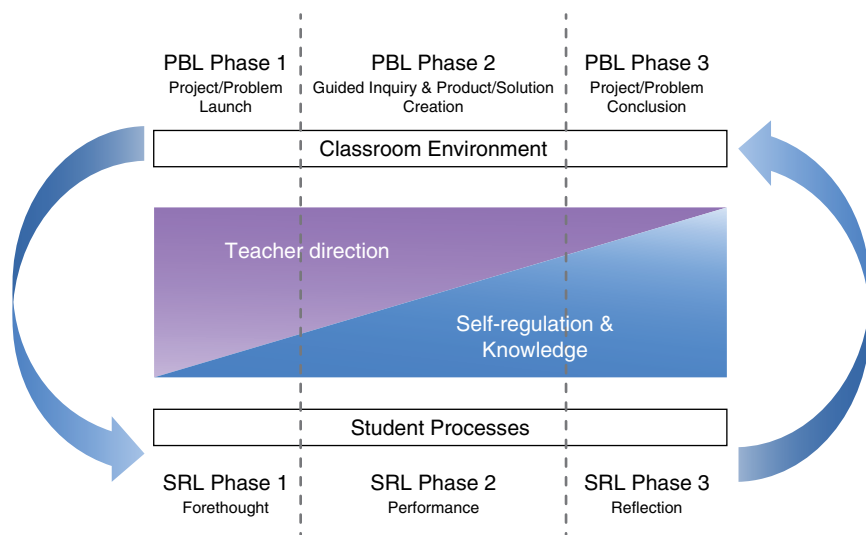 PBL Phase 1
Project/Problem
Launch
PBL Phase 2
Guided Inquiry & Product/Solution
Creation
PBL Phase 3
Project/Problem
Conclusion
Classroom Environment
Teacher direction
Self-regulation &
Knowledge
Student Processes
SRL Phase 1
Forethought
SRL Phase 2
Performance
SRL Phase 3
Reflection